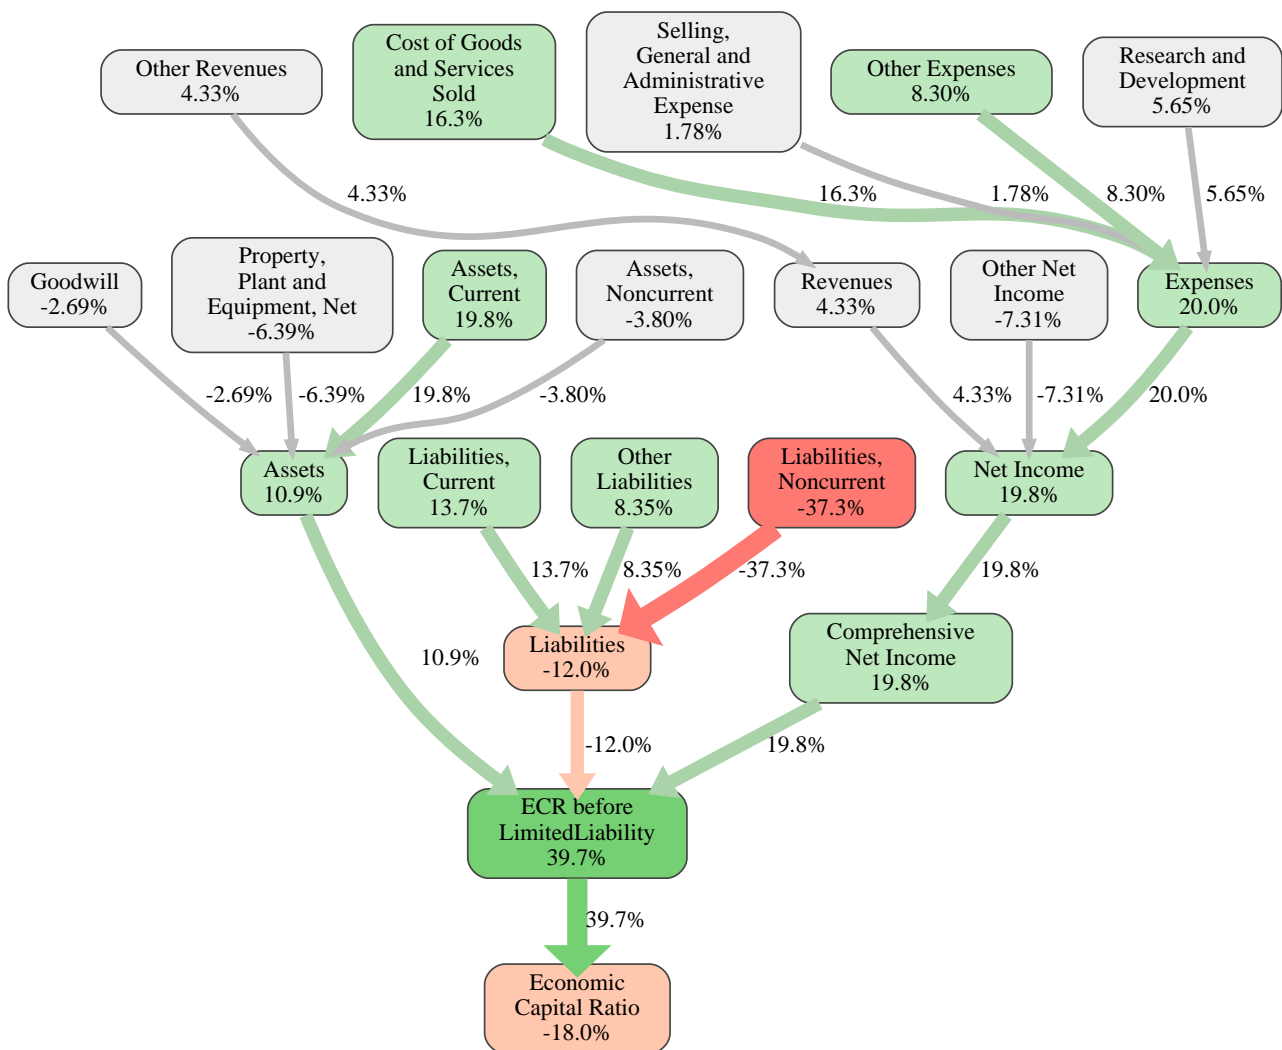 Other Revenues
4.33%
Cost of Goods
and Services
Sold
16.3%
Selling,
General and
Administrative
Expense
1.78%
Other Expenses
8.30%
Research and
Development
5.65%
4.33%
16.3%
1.78%
8.30%
5.65%
Goodwill
-2.69%
Property,
Plant and
Equipment, Net
-6.39%
Assets,
Current
19.8%
Assets,
Noncurrent
-3.80%
Revenues
4.33%
Other Net
Income
-7.31%
Expenses
20.0%
-2.69%
-6.39%
19.8%
-3.80%
4.33%
-7.31%
20.0%
Assets
10.9%
Liabilities,
Current
13.7%
Other
Liabilities
8.35%
Liabilities,
Noncurrent
-37.3%
Net Income
19.8%
13.7%
8.35%
-37.3%
19.8%
10.9%
Liabilities
-12.0%
Comprehensive
Net Income
19.8%
-12.0%
19.8%
ECR before
LimitedLiability
39.7%
39.7%
Economic
Capital Ratio
-18.0%